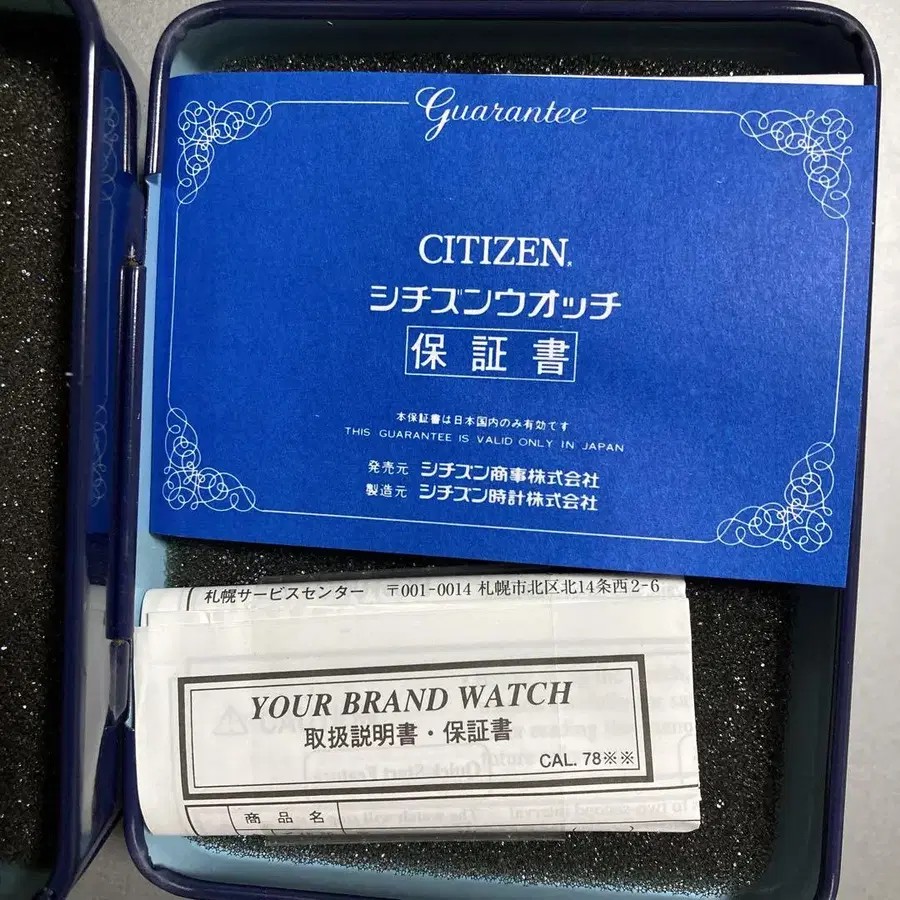 Guarantee
CITIZEN.
シチズンウオッチ
保証書
本保証書は日本国内のみ有効です
THIS GUARANTEE IS VALID ONLY IN JAPAN
発売元 シチズン商事株式会社
製造元 シチズン時計株式会社
札幌サービスセンター 〒001-0014 札幌市北区北14条西2-6
YOUR BRAND WATCH
取扱説明書・保証書
CAL. 78※※
商品名